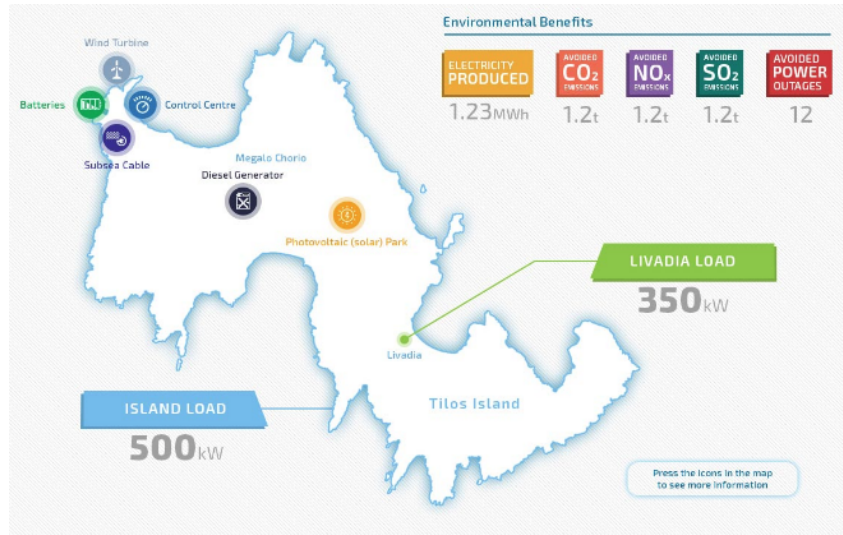 Environmental Benefits
Wind Turbine
Batteries
Control Centre
Subsea Cable
ELECTRICITY
PRODUCED
1.23MWh
AVOIDED
CO2
EMISSIONS
1.2t
AVOIDED
NOx
EMISSIONS
1.2t
AVOIDED
SO2
EMISSIONS
1.2t
AVOIDED
POWER
OUTAGES
12
Megalo Chorio
Diesel Generator
Photovoltaic (solar) Park
LIVADIA LOAD
350kW
Livadia
Tilos Island
ISLAND LOAD
500kW
Press the icons in the map
to see more information